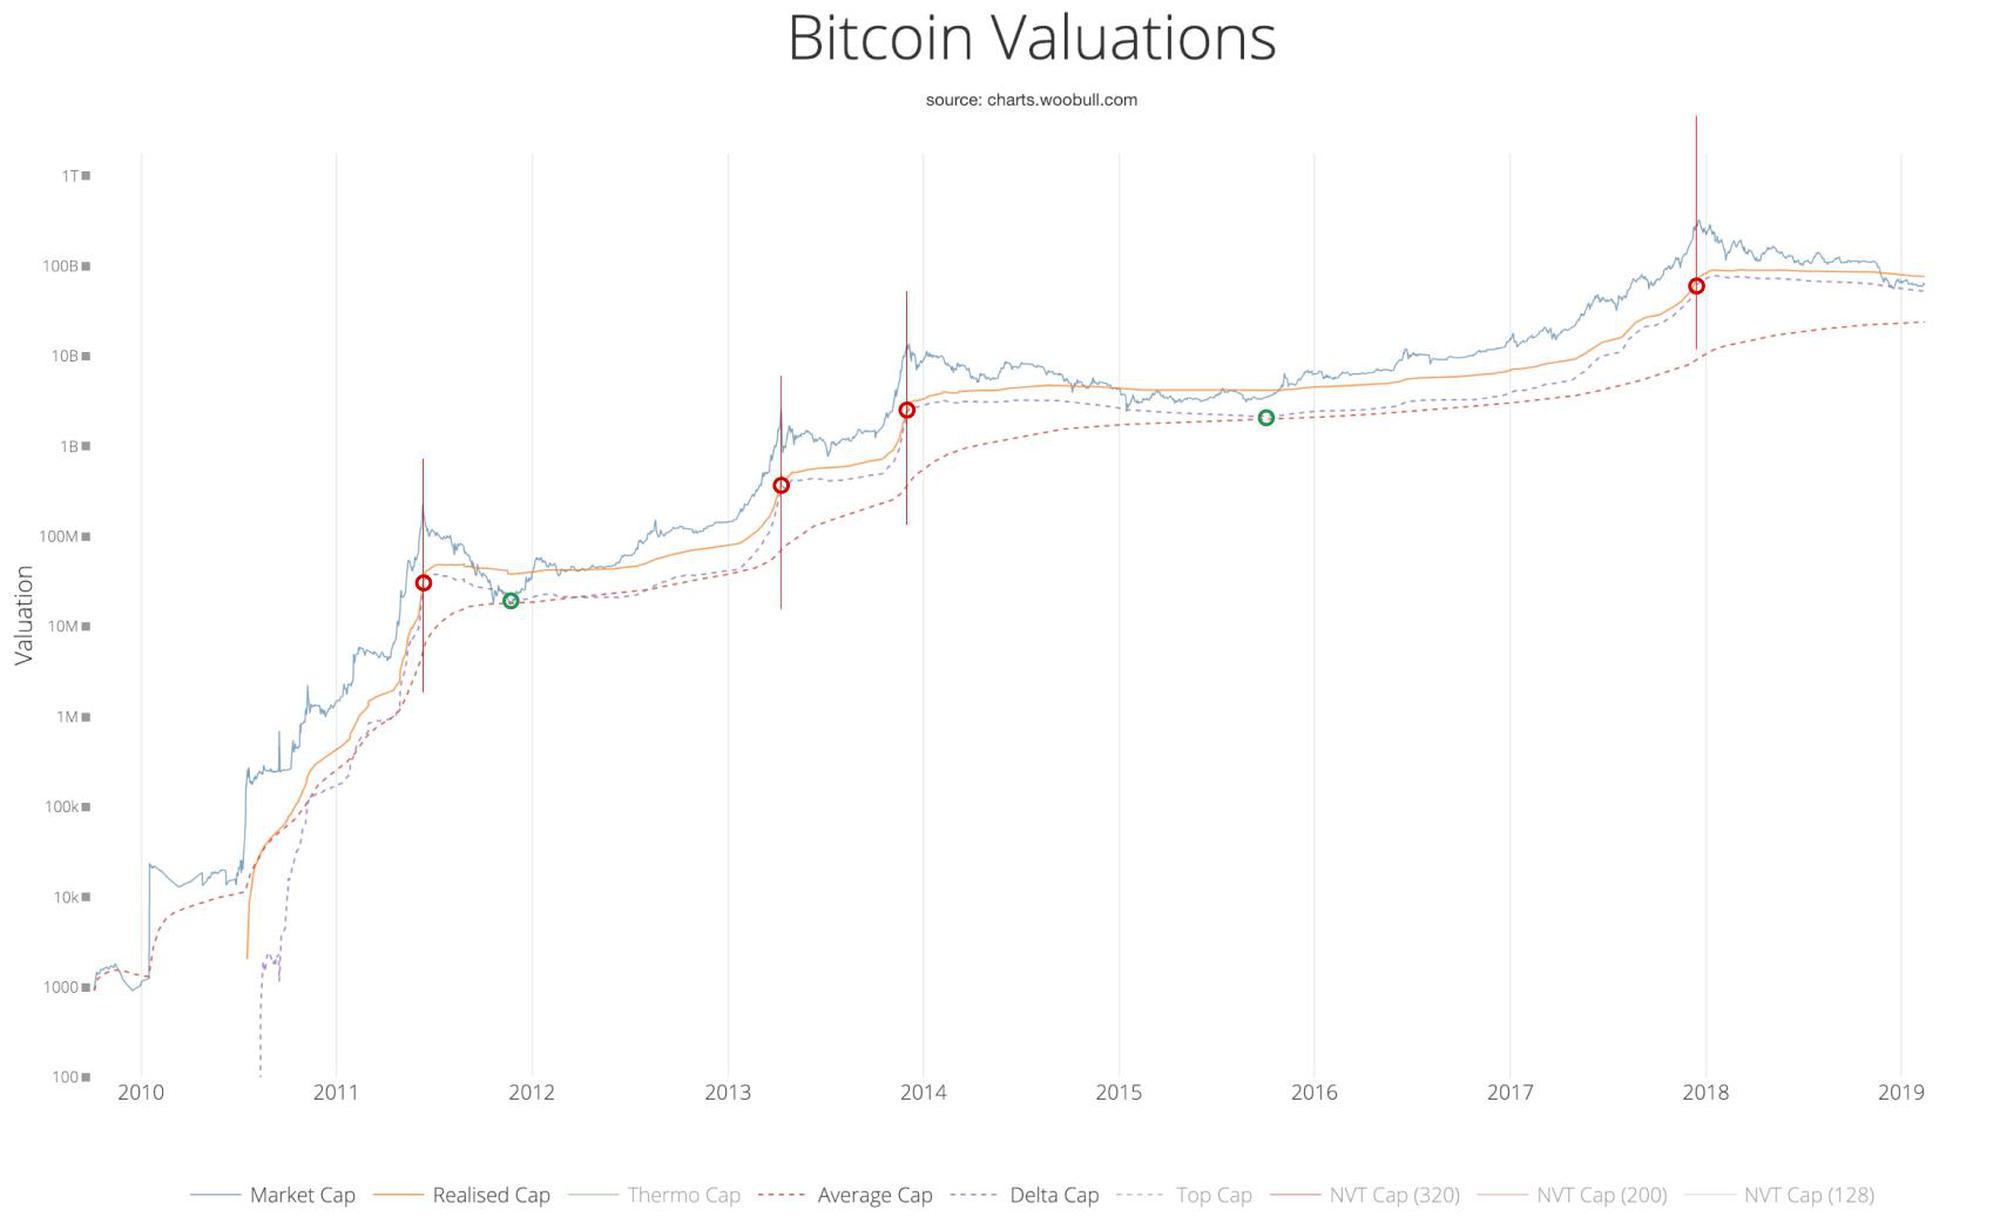 Bitcoin Valuations
source: charts.woobull.com
Valuation
1T
100B
10B
1B
100M
10M
1M
100k
10k
1000
100
2010 2011 2012 2013 2014 2015 2016 2017 2018 2019
Market Cap Realised Cap Thermo Cap Average Cap Delta Cap Top Cap NVT Cap (320) NVT Cap (200) NVT Cap (128)